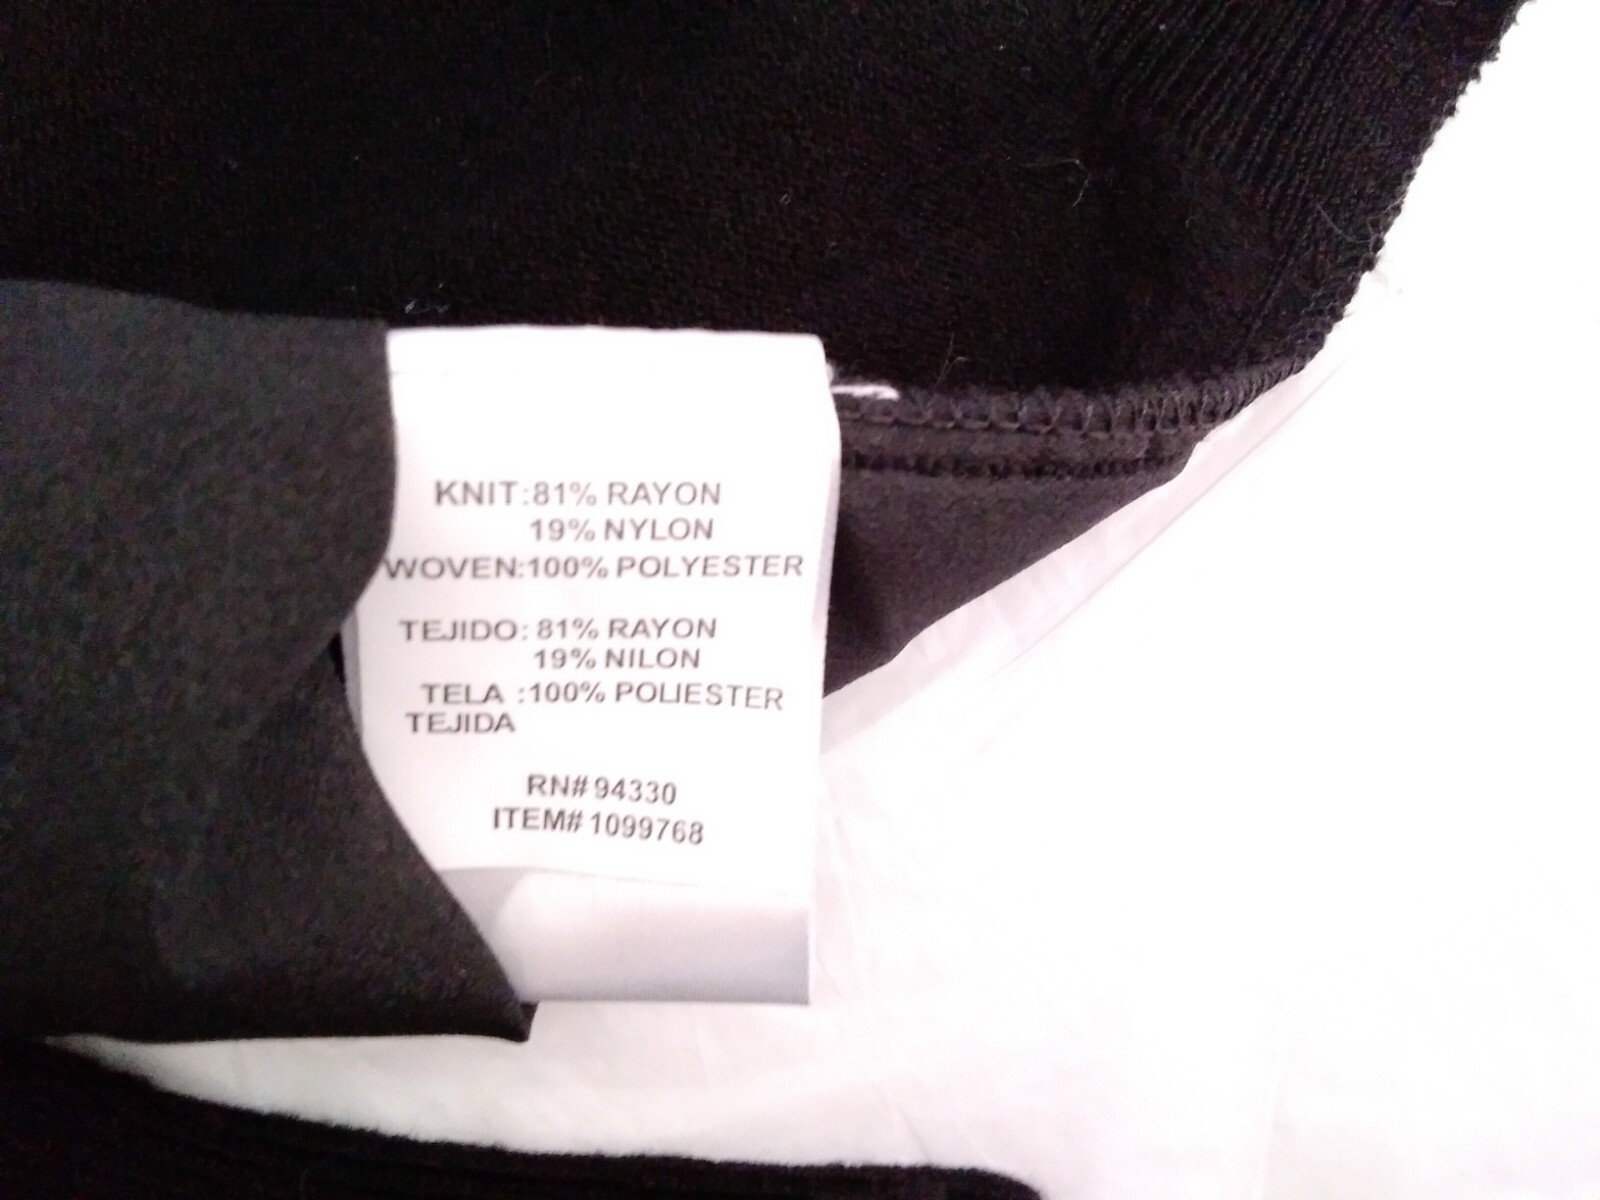 KNIT:81% RAYON
19% NYLON
WOVEN:100% POLYESTER
TEJIDO: 81% RAYON
19% NILON
TELA :100% POLIESTER
TEJIDA
RN# 94330
ITEM# 1099768